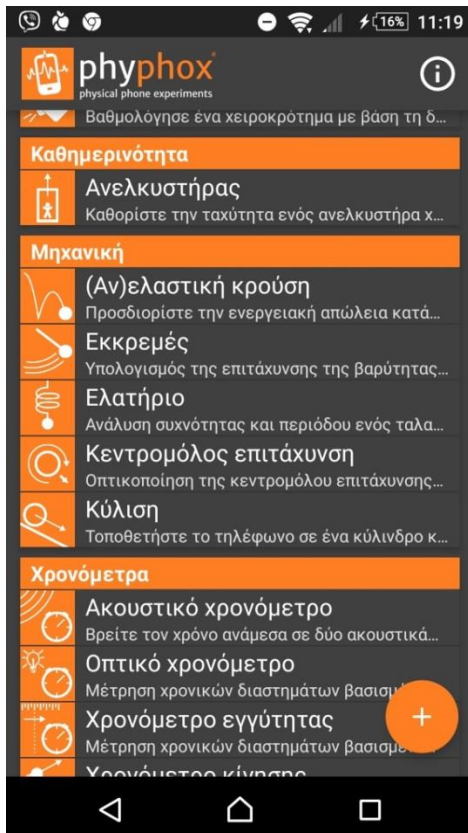 16% 11:19
phyphox®
physical phone experiments
Βαθμολόγησε ένα χειροκρότημα με βάση τη δ...
Καθημερινότητα
Ανελκυστήρας
Καθορίστε την ταχύτητα ενός ανελκυστήρα χ...
Μηχανική
(Αν)ελαστική κρούση
Προσδιορίστε την ενεργειακή απώλεια κατά...
Εκκρεμές
Υπολογισμός της επιτάχυνσης της βαρύτητας...
Ελατήριο
Ανάλυση συχνότητας και περιόδου ενός ταλα...
Κεντρομόλος επιτάχυνση
Οπτικοποίηση της κεντρομόλου επιτάχυνσης...
Κύλιση
Τοποθετήστε το τηλέφωνο σε ένα κύλινδρο κ...
Χρονόμετρα
Ακουστικό χρονόμετρο
Βρείτε τον χρόνο ανάμεσα σε δύο ακουστικά...
Οπτικό χρονόμετρο
Μέτρηση χρονικών διαστημάτων
Χρονόμετρο εγγύτητας
Μέτρηση χρονικών διαστημάτων
Χρονόμετρο κίνησης